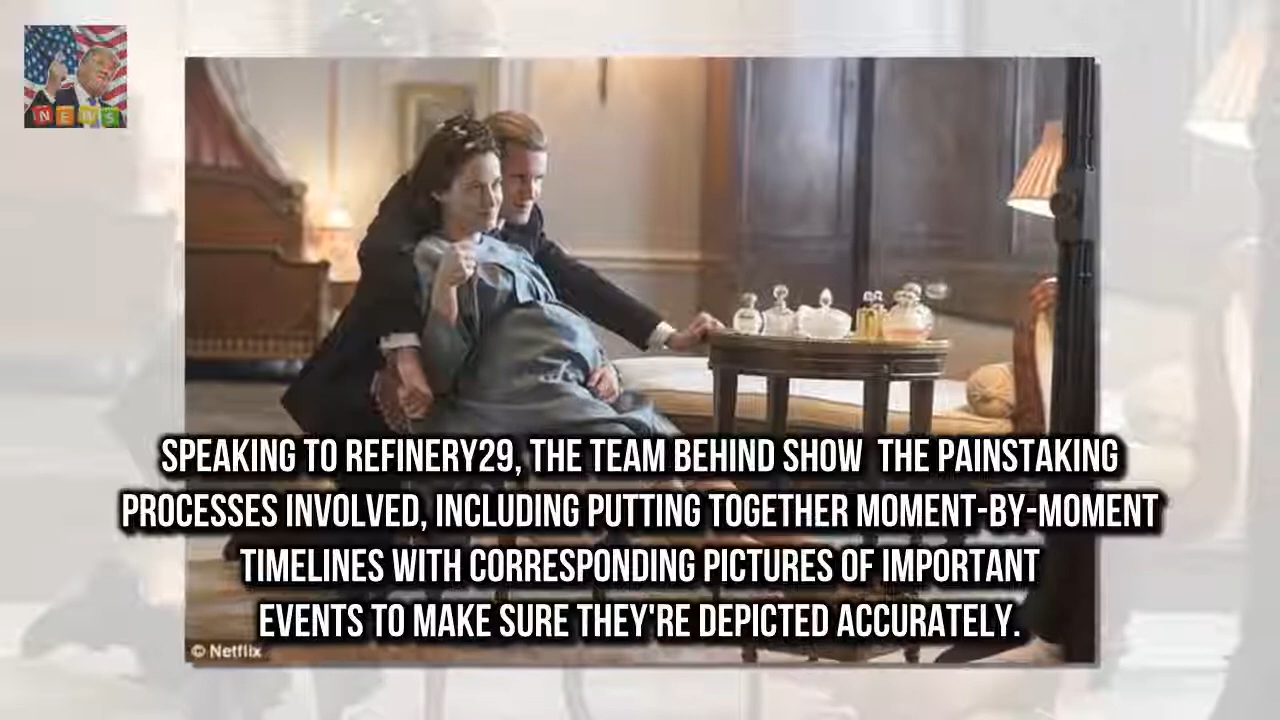 NEWS
SPEAKING TO REFINERY29, THE TEAM BEHIND SHOW  THE PAINSTAKING
PROCESSES INVOLVED, INCLUDING PUTTING TOGETHER MOMENT-BY-MOMENT
TIMELINES WITH CORRESPONDING PICTURES OF IMPORTANT
EVENTS TO MAKE SURE THEY'RE DEPICTED ACCURATELY.
© Netflix